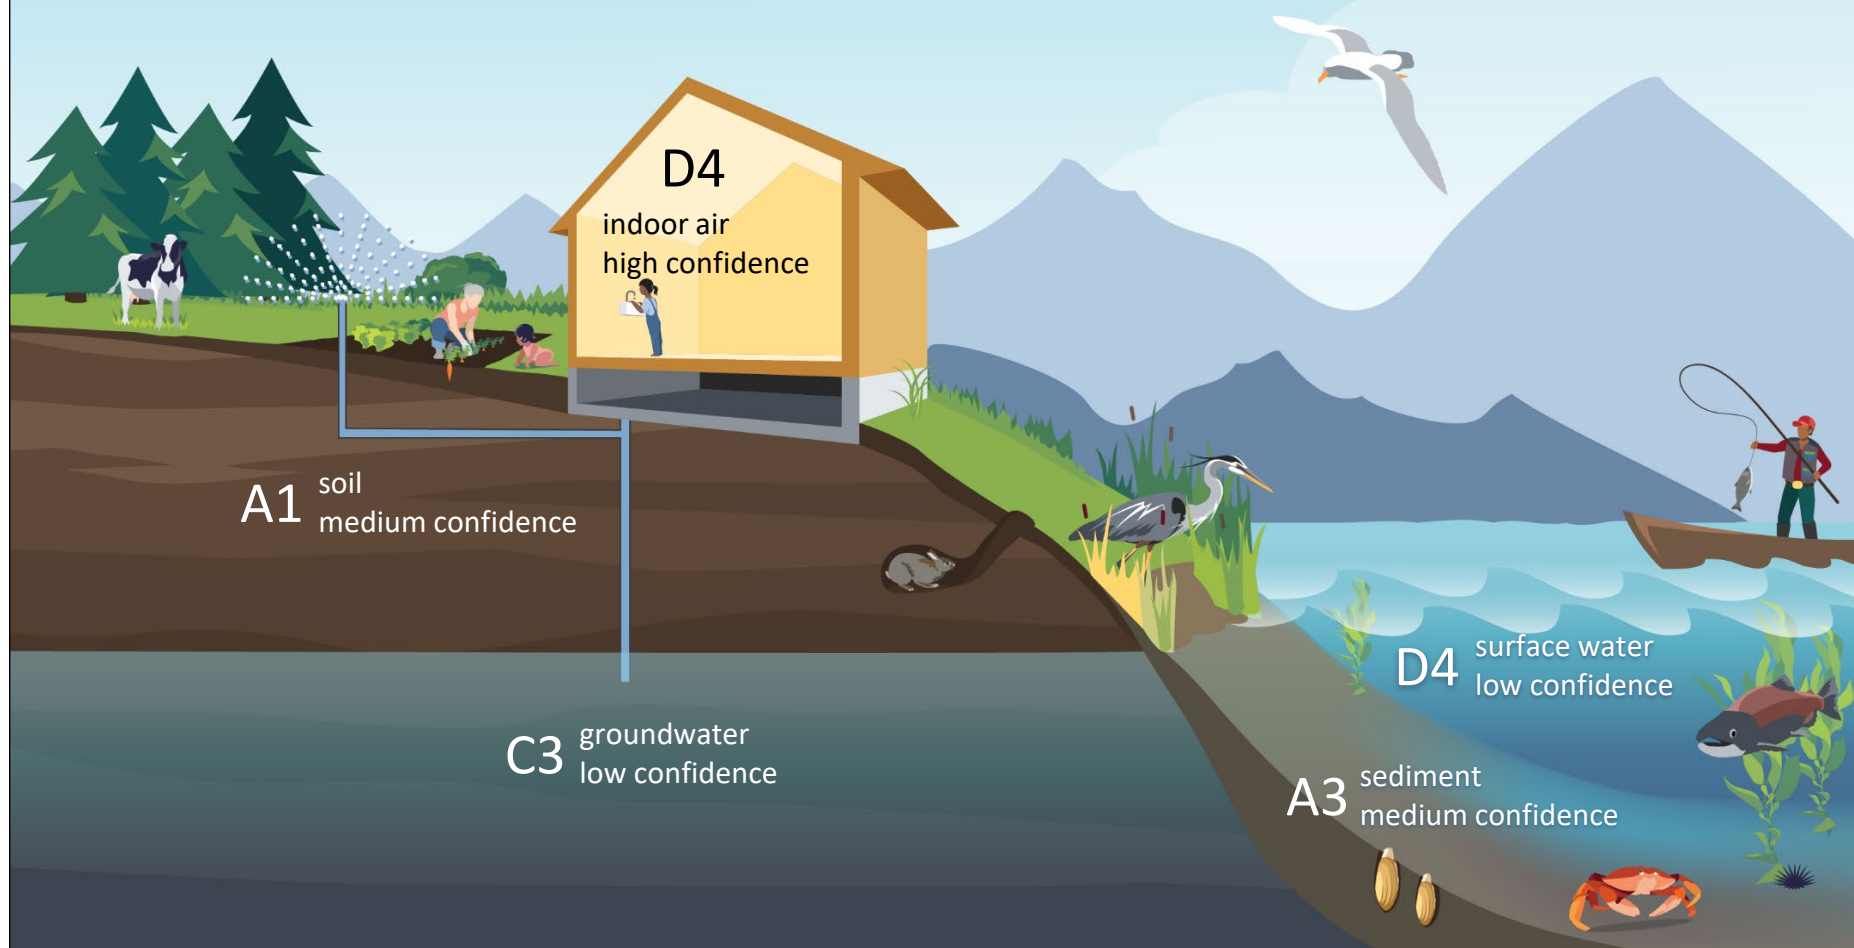 D4
indoor air
high confidence
A1
soil
medium confidence
D4
surface water
low confidence
C3
groundwater
low confidence
A3
sediment
medium confidence